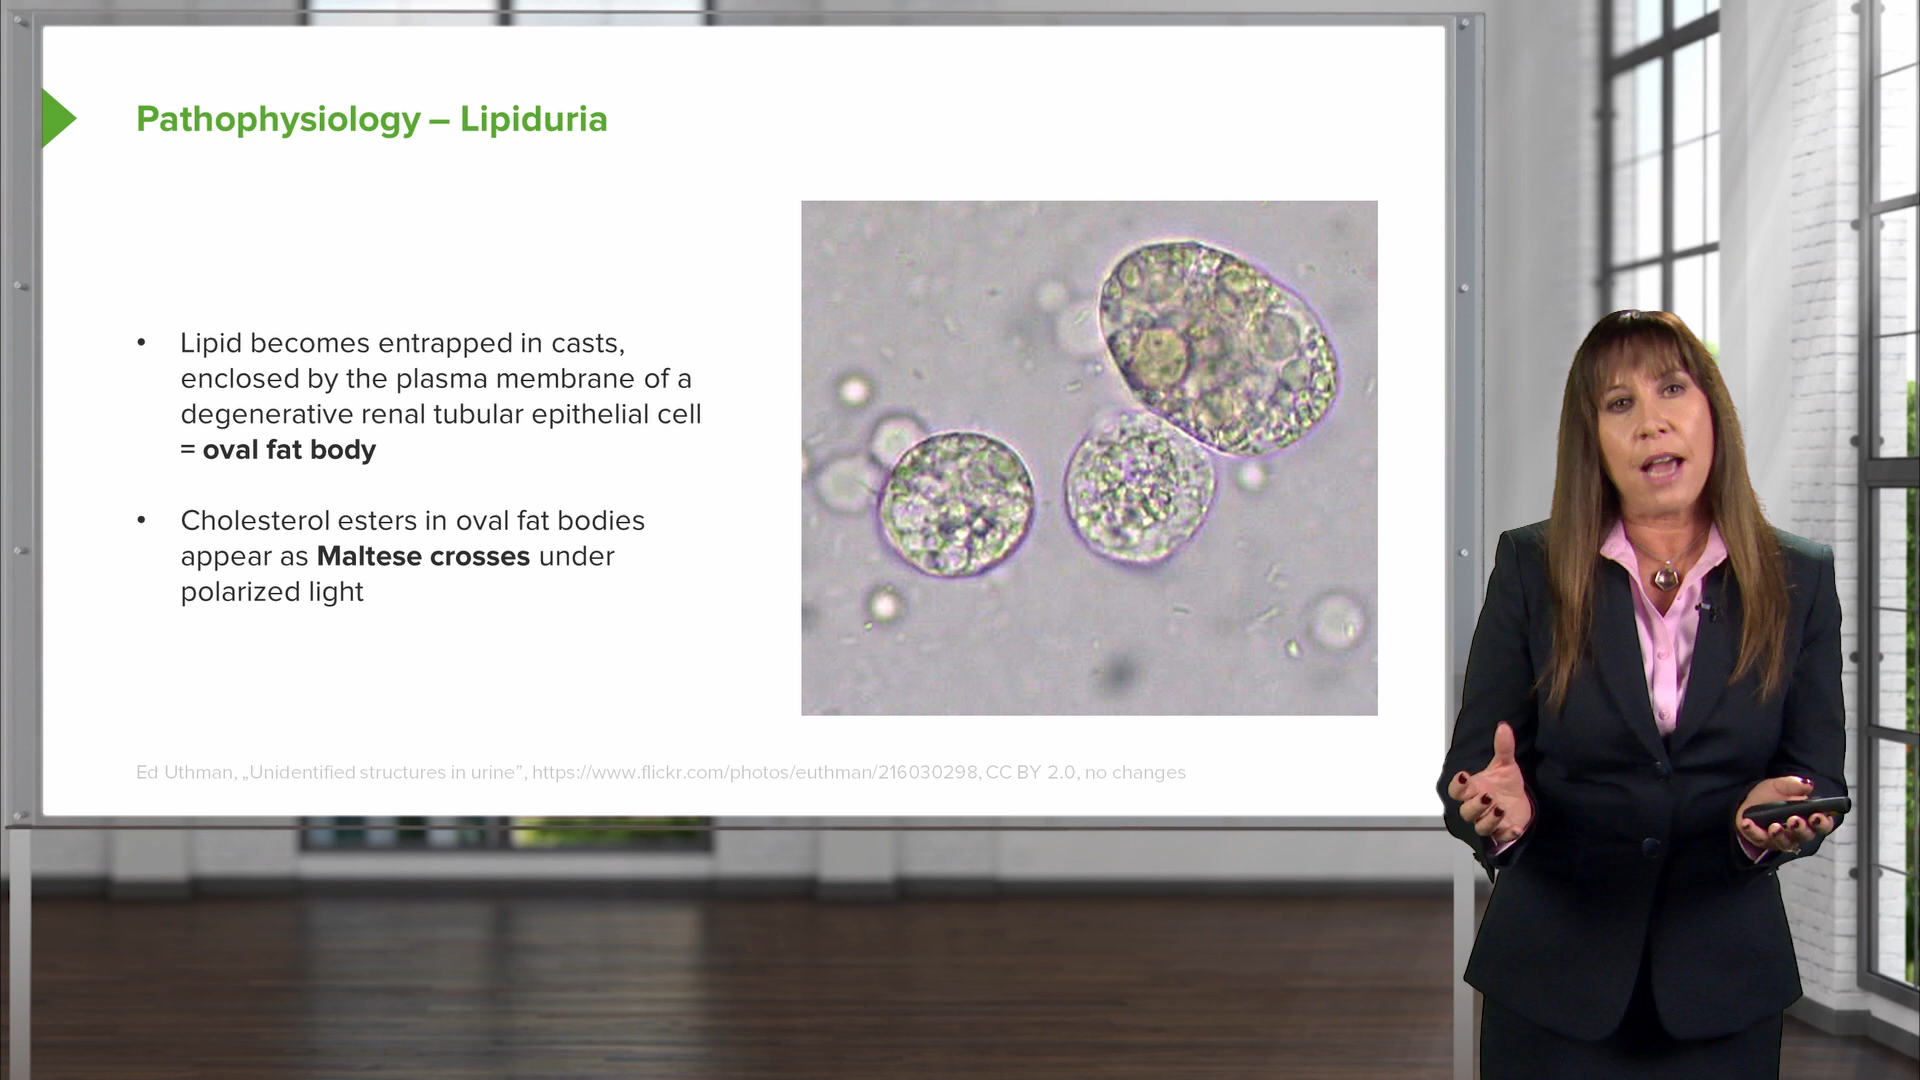 Pathophysiology – Lipiduria
• Lipid becomes entrapped in casts,
enclosed by the plasma membrane of a
degenerative renal tubular epithelial cell
= oval fat body
• Cholesterol esters in oval fat bodies
appear as Maltese crosses under
polarized light
Ed Uthman, „Unidentified structures in urine”, https://www.flickr.com/photos/euthman/216030298, CC BY 2.0, no changes